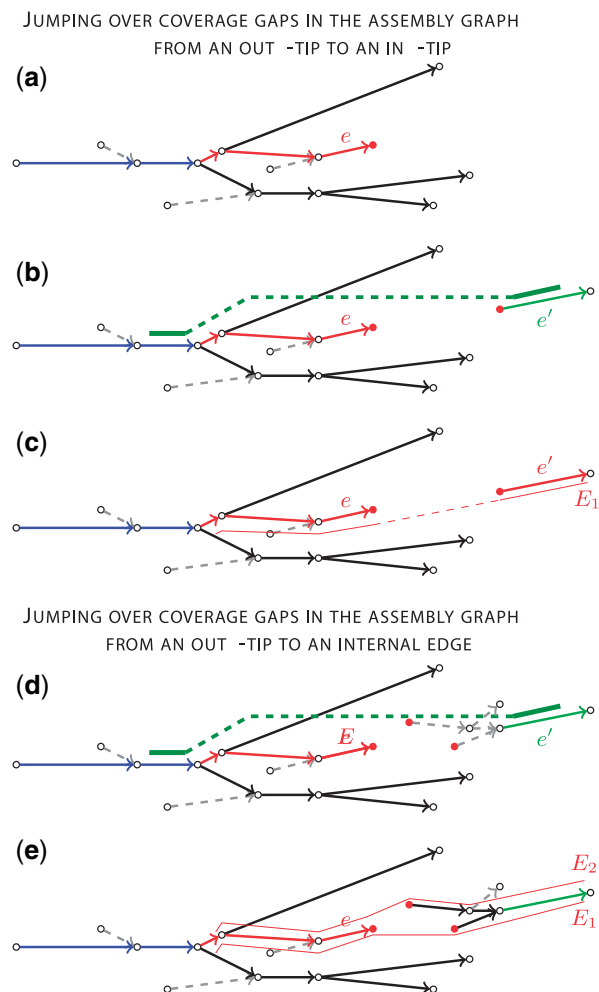 JUMPING OVER COVERAGE GAPS IN THE ASSEMBLY GRAPH
FROM AN OUT -TIP TO AN IN -TIP
(a)
e
(b)
e
e′
(c)
e
e′
E₁
JUMPING OVER COVERAGE GAPS IN THE ASSEMBLY GRAPH
FROM AN OUT -TIP TO AN INTERNAL EDGE
(d)
E
e′
(e)
E₂
e
E₁